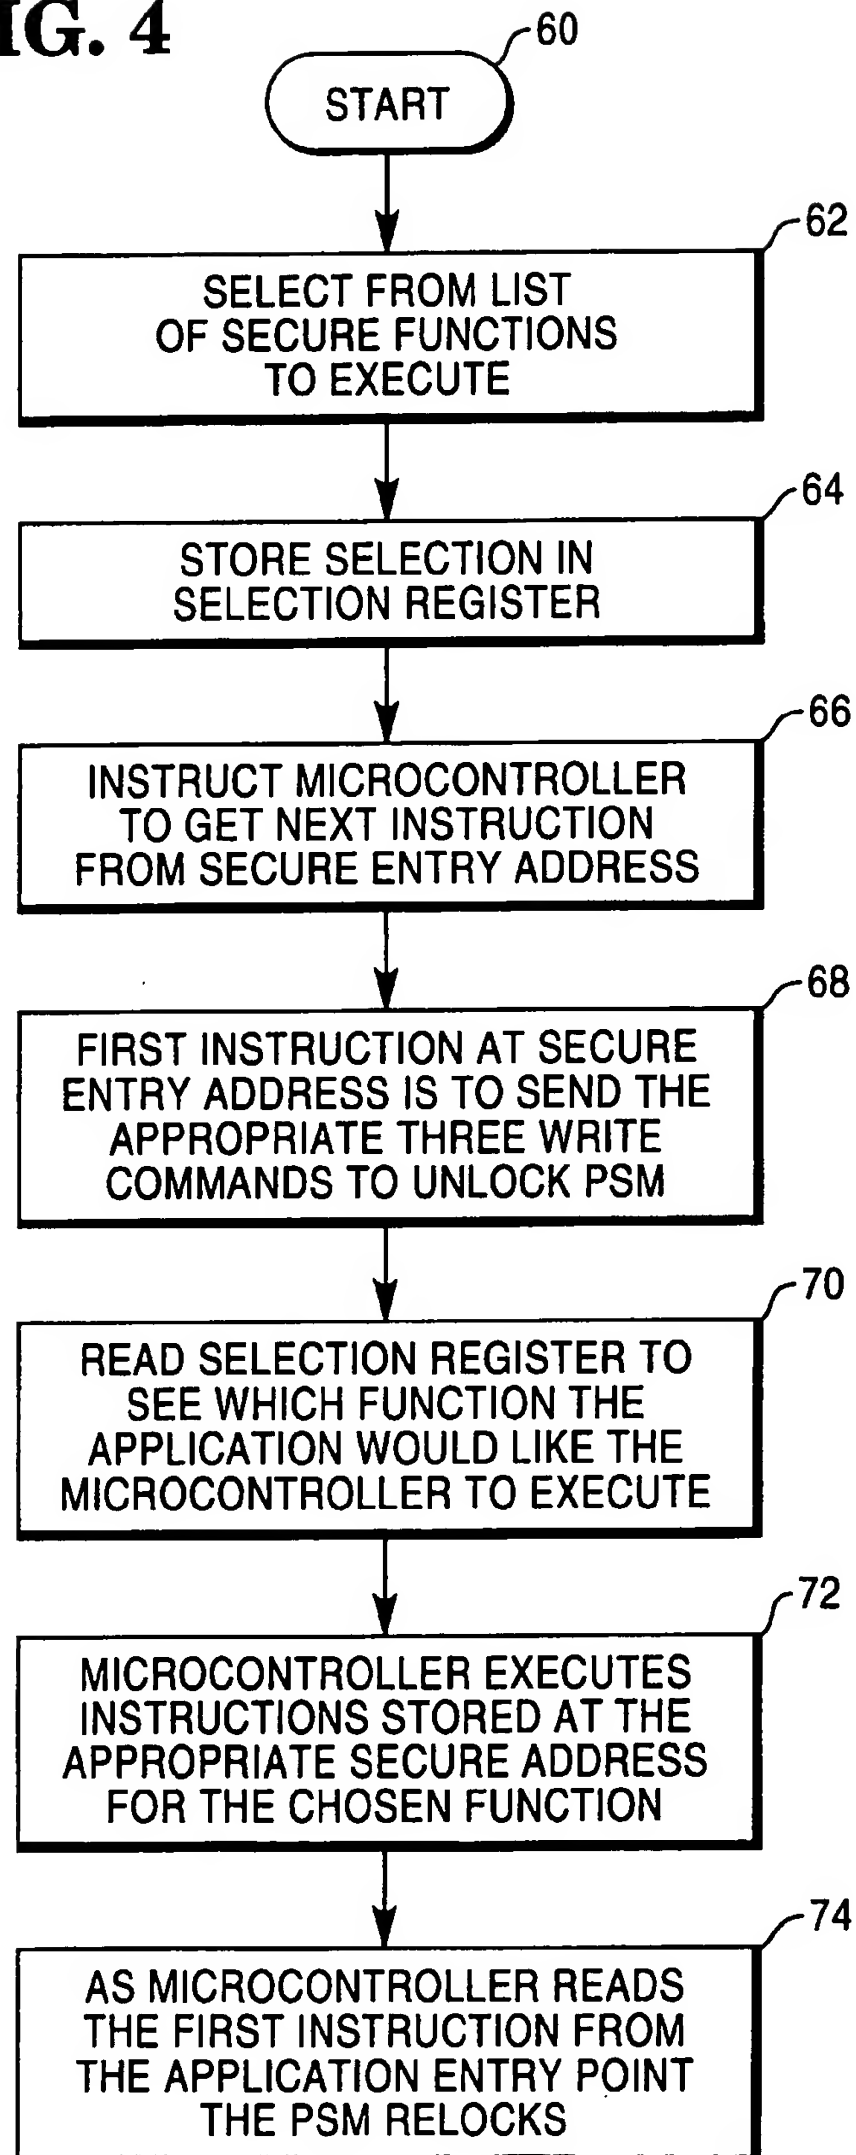 IG. 4
60
START
62
SELECT FROM LIST
OF SECURE FUNCTIONS
TO EXECUTE
64
STORE SELECTION IN
SELECTION REGISTER
66
INSTRUCT MICROCONTROLLER
TO GET NEXT INSTRUCTION
FROM SECURE ENTRY ADDRESS
68
FIRST INSTRUCTION AT SECURE
ENTRY ADDRESS IS TO SEND THE
APPROPRIATE THREE WRITE
COMMANDS TO UNLOCK PSM
70
READ SELECTION REGISTER TO
SEE WHICH FUNCTION THE
APPLICATION WOULD LIKE THE
MICROCONTROLLER TO EXECUTE
72
MICROCONTROLLER EXECUTES
INSTRUCTIONS STORED AT THE
APPROPRIATE SECURE ADDRESS
FOR THE CHOSEN FUNCTION
74
AS MICROCONTROLLER READS
THE FIRST INSTRUCTION FROM
THE APPLICATION ENTRY POINT
THE PSM RELOCKS